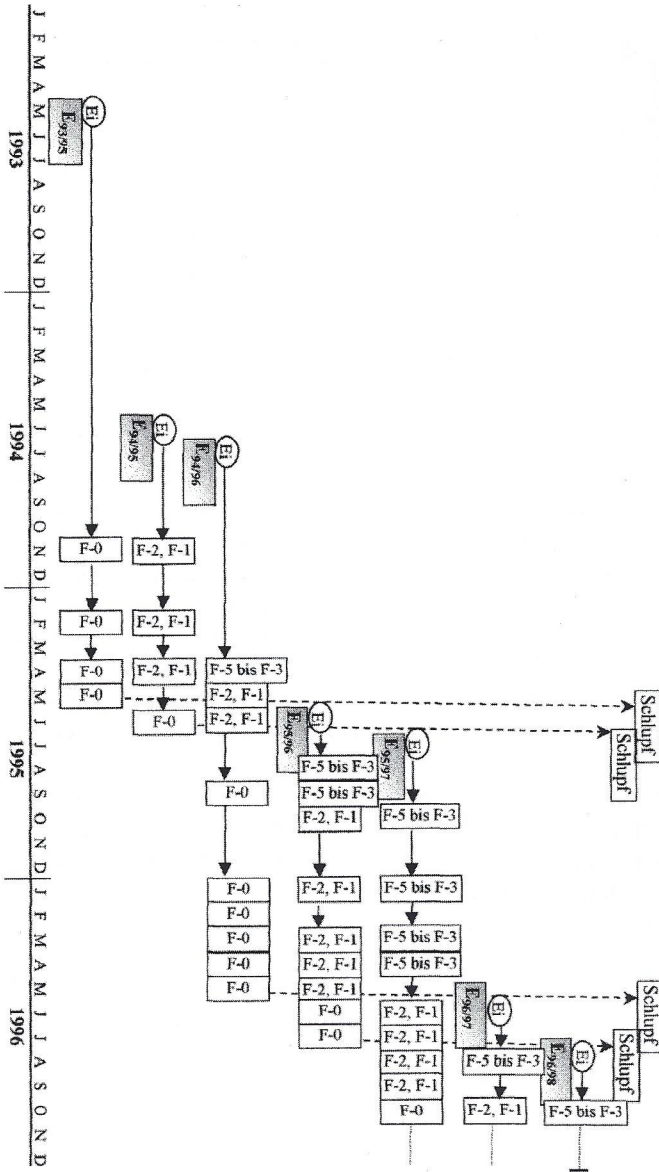 J F M A M J J A S O N D J F M A M J J A S O N D J F M A M J J A S O N D J F M A M J J A S O N D
1993 1994 1995 1996
Ei
E93/95
F-0
F-0
F-0
F-0
Schlupf
Ei
E94/95
F-2, F-1
F-2, F-1
F-2, F-1
F-0
Schlupf
Ei
E94/96
F-5 bis F-3
F-2, F-1
F-2, F-1
F-0
F-0
F-0
F-0
F-0
F-0
Schlupf
Ei
E95/96
F-5 bis F-3
F-5 bis F-3
F-2, F-1
F-2, F-1
F-2, F-1
F-2, F-1
F-2, F-1
F-0
F-0
Schlupf
Ei
E95/97
F-5 bis F-3
F-5 bis F-3
F-5 bis F-3
F-5 bis F-3
F-2, F-1
F-2, F-1
F-2, F-1
F-2, F-1
F-0
Ei
E96/97
F-5 bis F-3
F-2, F-1
Ei
E96/98
F-5 bis F-3